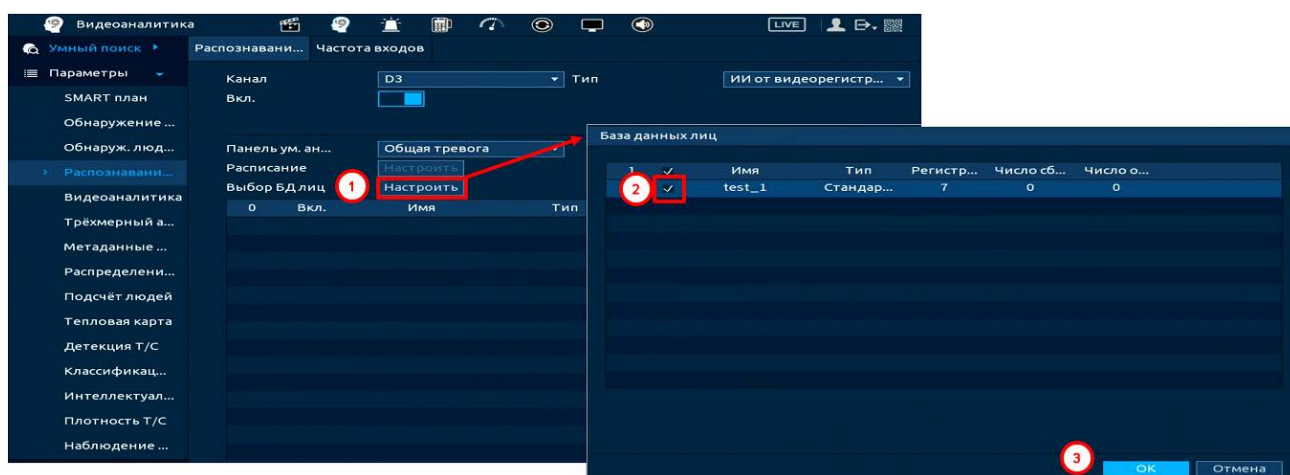 Видеоаналитика
LIVE
Умный поиск
Распознавани... Частота входов
Параметры
Канал D3 Тип ИИ от видеорегистр...
SMART план
Вкл.
Обнаружение ...
Обнаруж. люд...
Панель ум. ан... Общая тревога
Расписание Настроить
Распознавани...
Выбор БД лиц 1 Настроить
Видеоаналитика
0 Вкл. Имя Тип
Трёхмерный а...
Метаданные ...
Распределени...
Подсчёт людей
Тепловая карта
Детекция Т/С
Классификац...
Интеллектуал...
Плотность Т/С
Наблюдение ...
База данных лиц
1 Имя Тип Регистр... Число сб... Число о...
2 test_1 Стандар... 7 0 0
3
OK Отмена